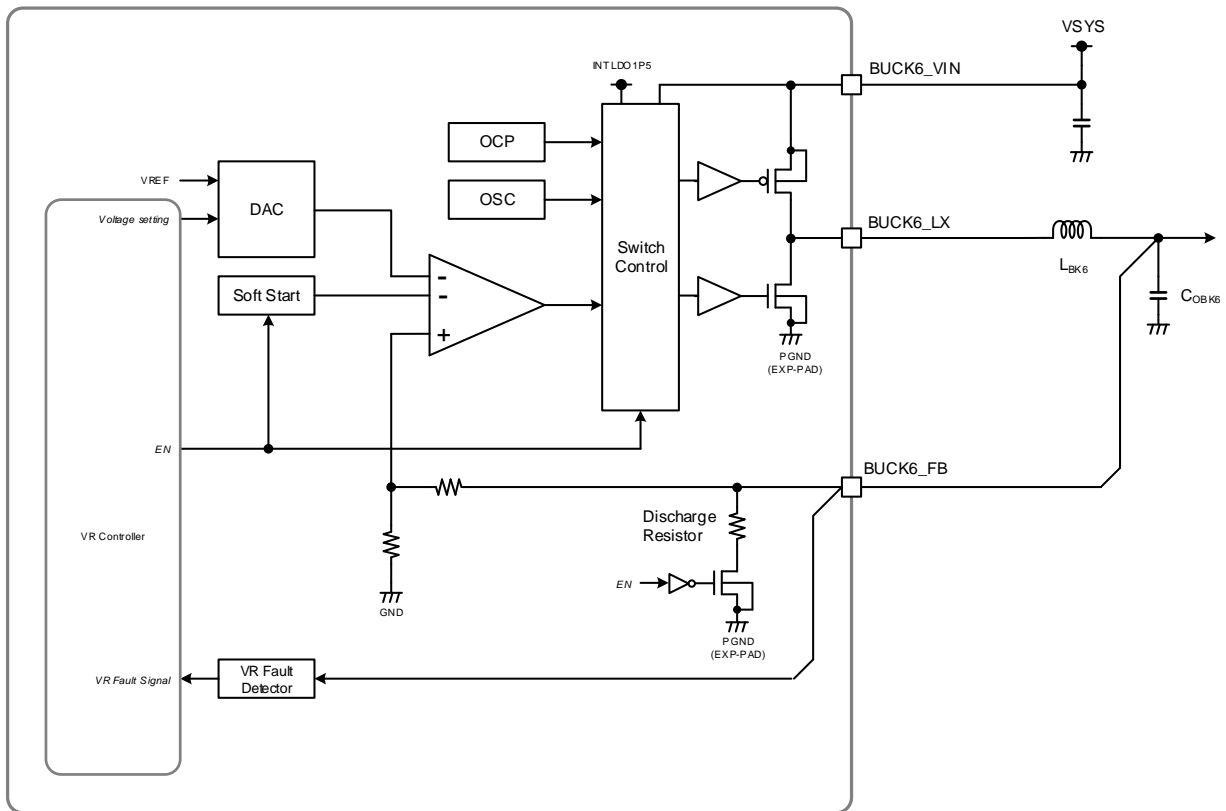 VSYS
BUCK6_VIN
INTLDO1P5
OCP
VREF
DAC
OSC
Voltage setting
BUCK6_LX
Switch
Control
LBK6
-
-
+
Soft Start
COBK6
PGND
(EXP-PAD)
EN
BUCK6_FB
Discharge
Resistor
VR Controller
EN
GND
PGND
(EXP-PAD)
VR Fault Signal
VR Fault
Detector